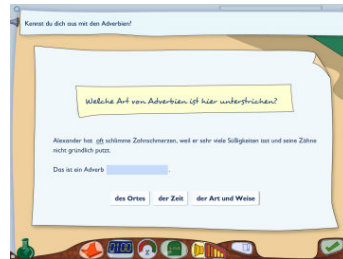 Kennst du dich aus mit den Adverbien?
Welche Art von Adverbien ist hier unterstrichen?
Alexander hat oft schlimme Zahnschmerzen, weil er sehr viele Süßigkeiten isst und seine Zähne
nicht gründlich putzt.
Das ist ein Adverb .
des Ortes der Zeit der Art und Weise
0100